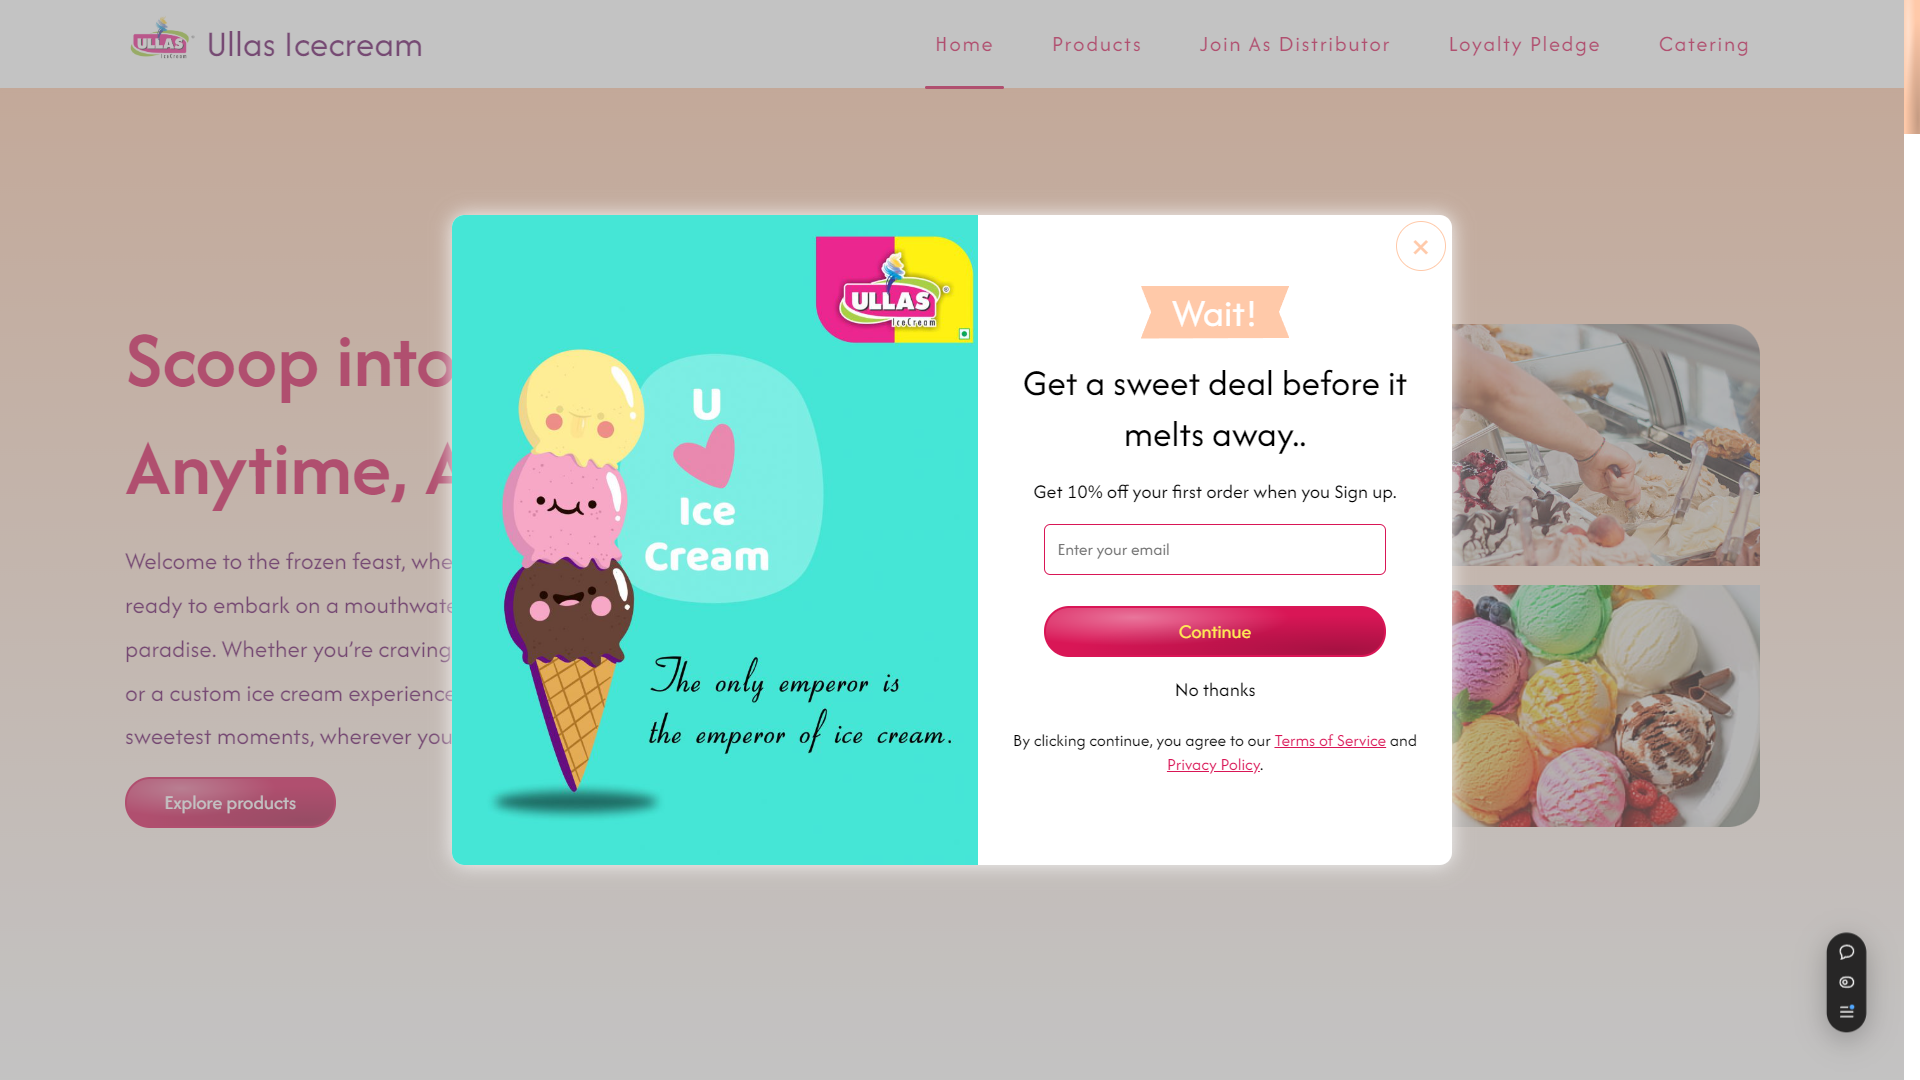 ULLAS
IceCream
Ullas Icecream
Home
Products
Join As Distributor
Loyalty Pledge
Catering
Scoop into
Anytime, A
Welcome to the frozen feast, whe
ready to embark on a mouthwate
paradise. Whether you’re craving
or a custom ice cream experience
sweetest moments, wherever you
Explore products
ULLAS
IceCream
U
Ice
Cream
The only emperor is
the emperor of ice cream.
Wait!
Get a sweet deal before it
melts away..
Get 10% off your first order when you Sign up.
Enter your email
Continue
No thanks
By clicking continue, you agree to our Terms of Service and
Privacy Policy.